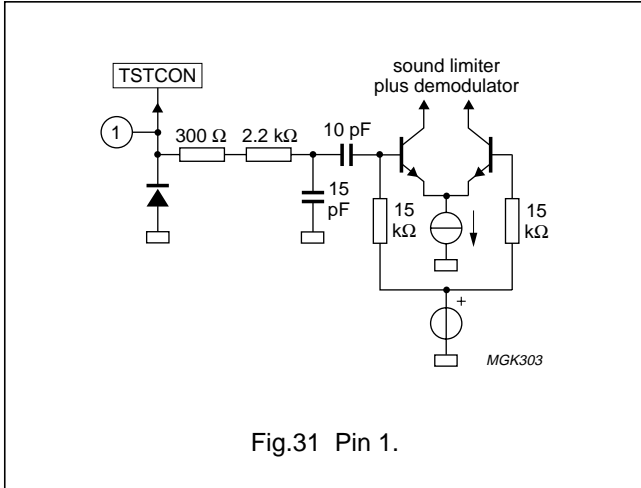 TSTCON
sound limiter
plus demodulator
1
300 Ω
2.2 kΩ
10 pF
15
pF
15
kΩ
15
kΩ
+
MGK303
Fig.31 Pin 1.